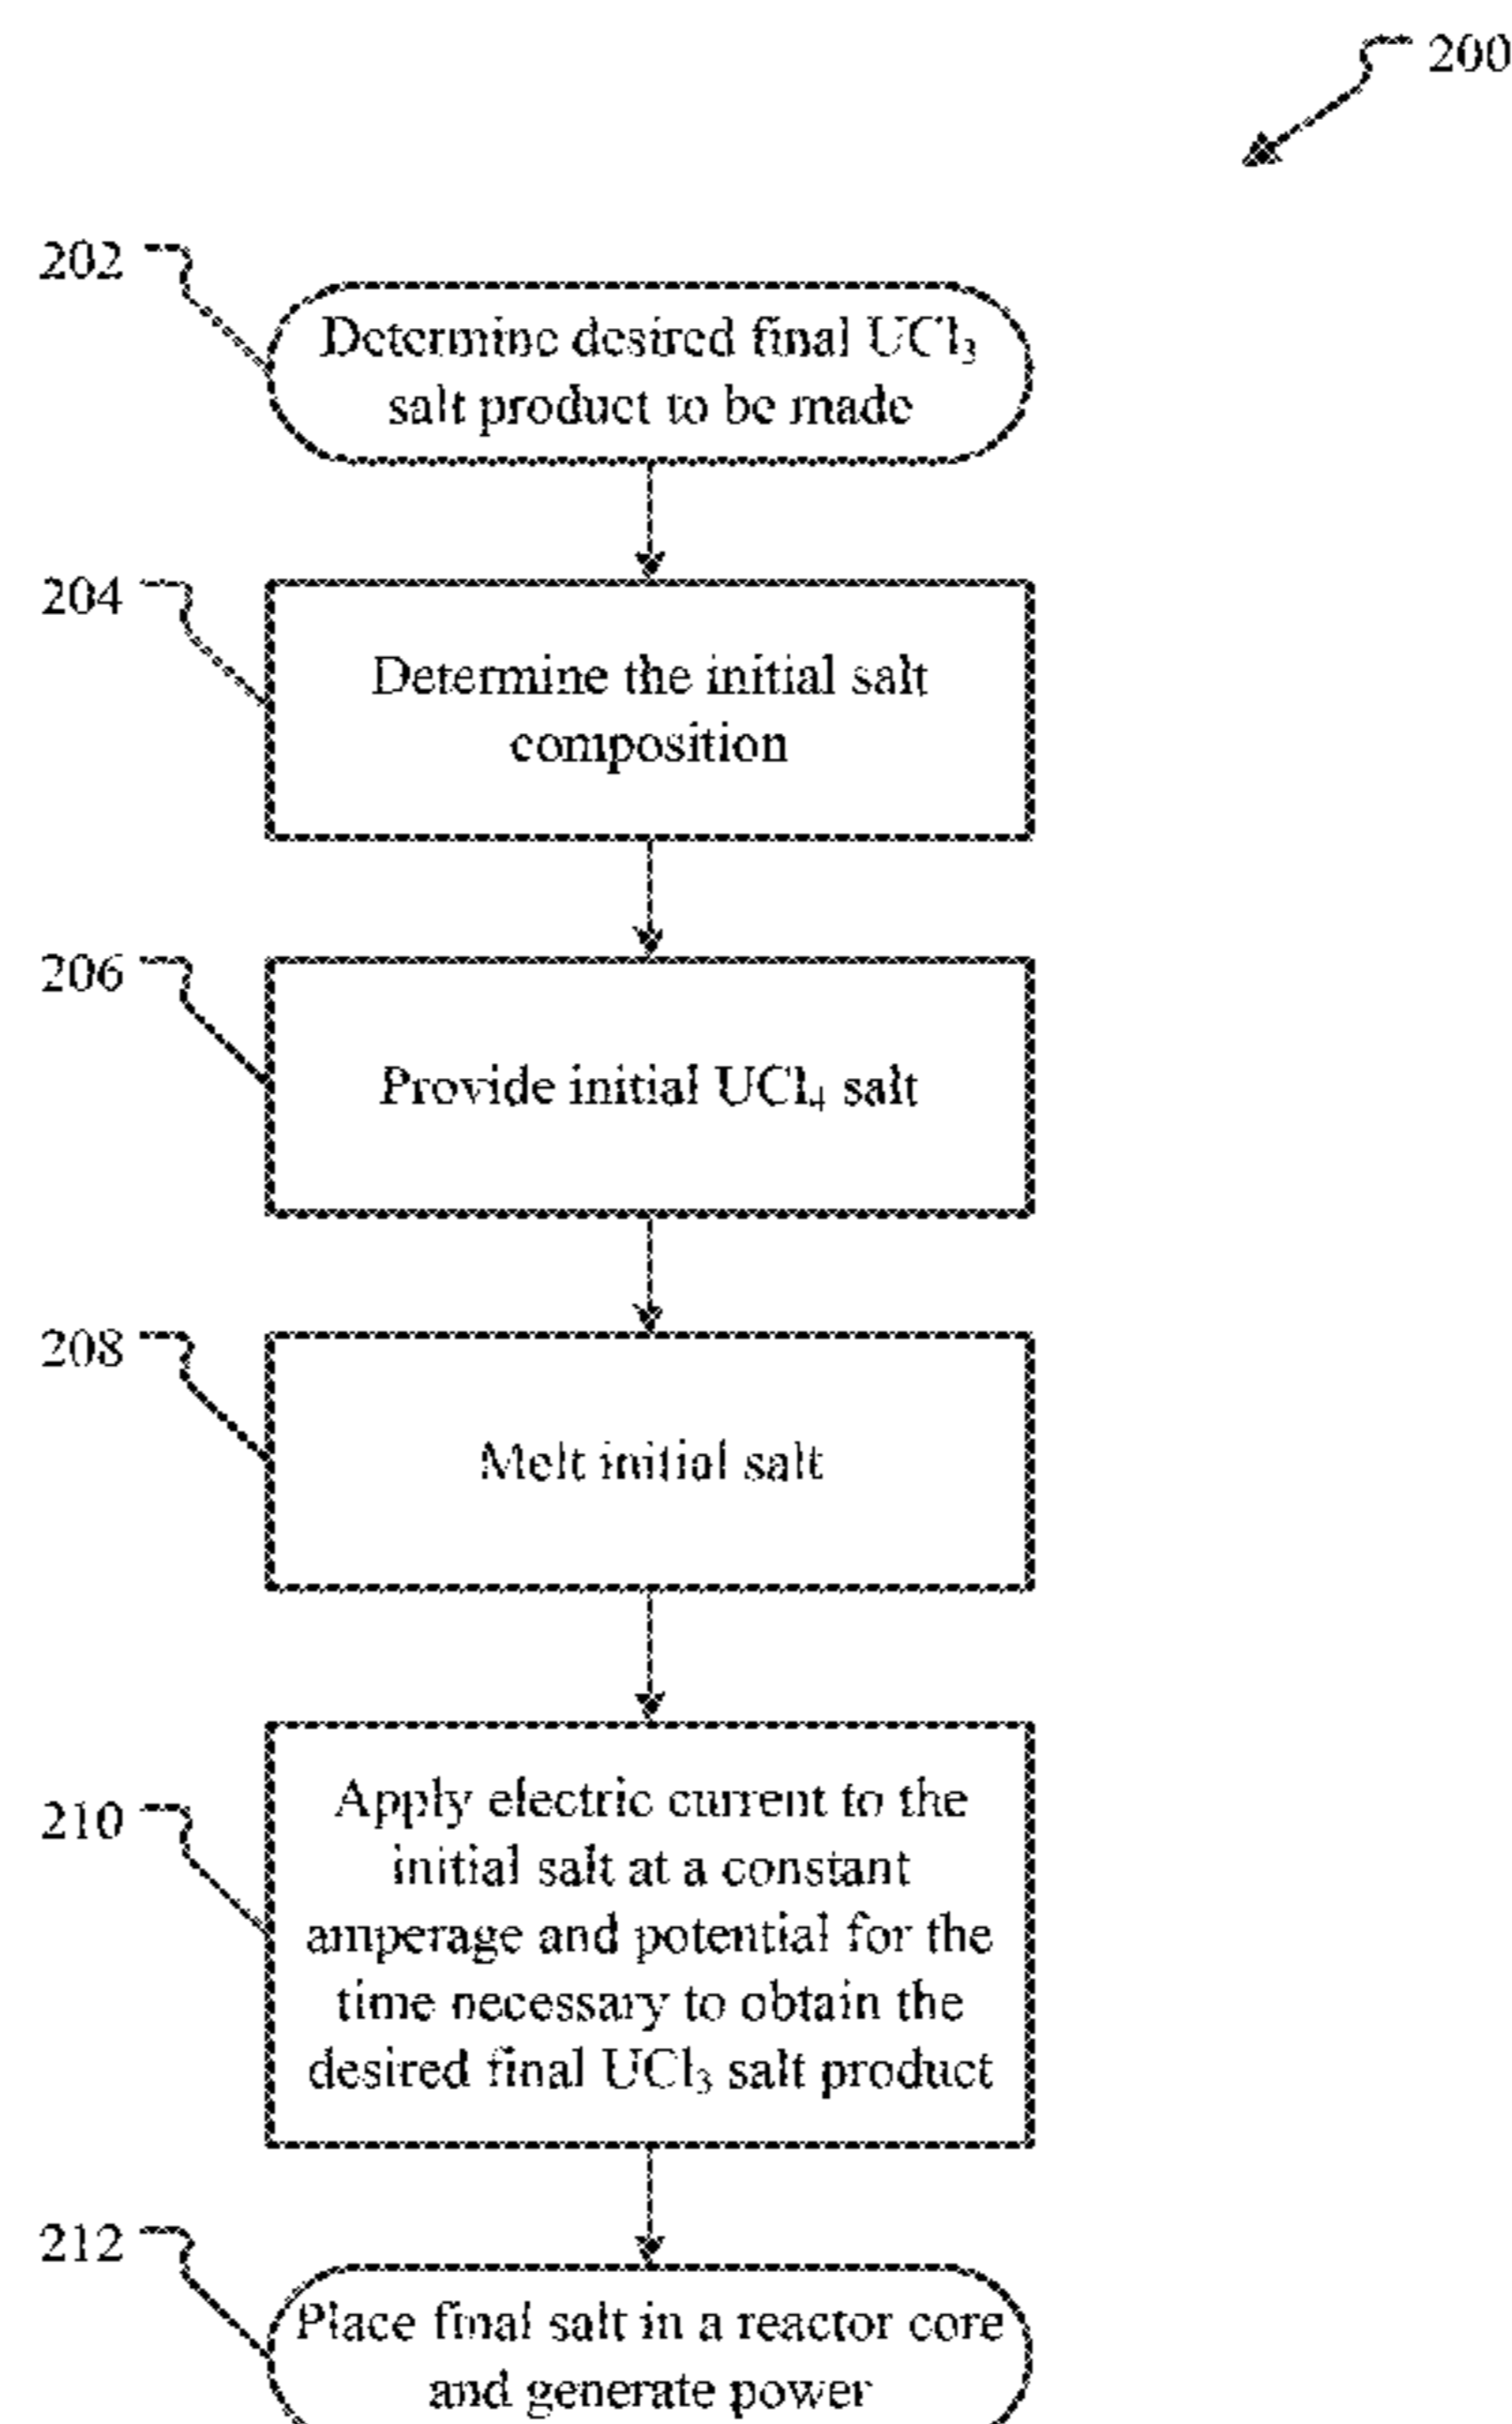 200
202
Determine desired final UCl₃
salt product to be made
204
Determine the initial salt
composition
206
Provide initial UCl₄ salt
208
Melt initial salt
210
Apply electric current to the
initial salt at a constant
amperage and potential for the
time necessary to obtain the
desired final UCl₃ salt product
212
Place final salt in a reactor core
and generate power